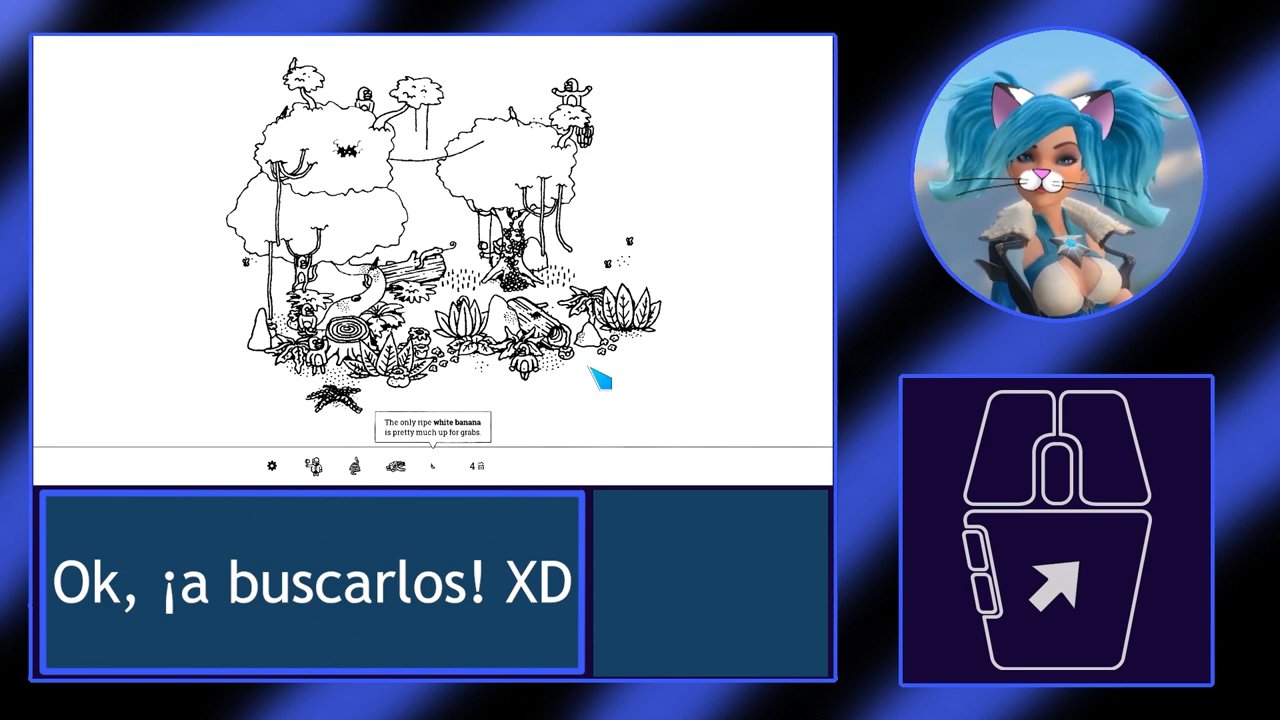 The only ripe white banana
is pretty much up for grabs.
4
Ok, ¡a buscarlos! XD